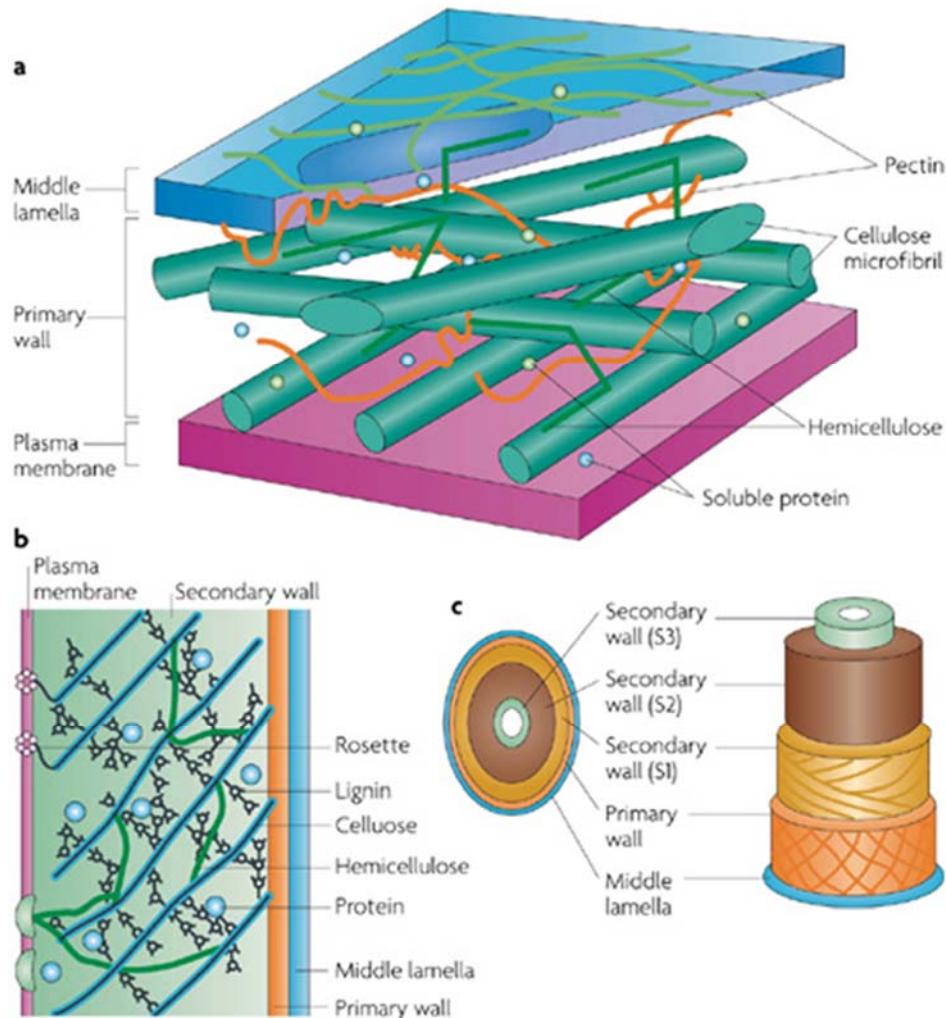 a
Middle
lamella
Primary
wall
Plasma
membrane
Pectin
Cellulose
microfibril
Hemicellulose
Soluble protein
b
Plasma
membrane
Secondary wall
Rosette
Lignin
Celluose
Hemicellulose
Protein
Middle lamella
Primary wall
c
Secondary
wall (S3)
Secondary
wall (S2)
Secondary
wall (S1)
Primary
wall
Middle
lamella